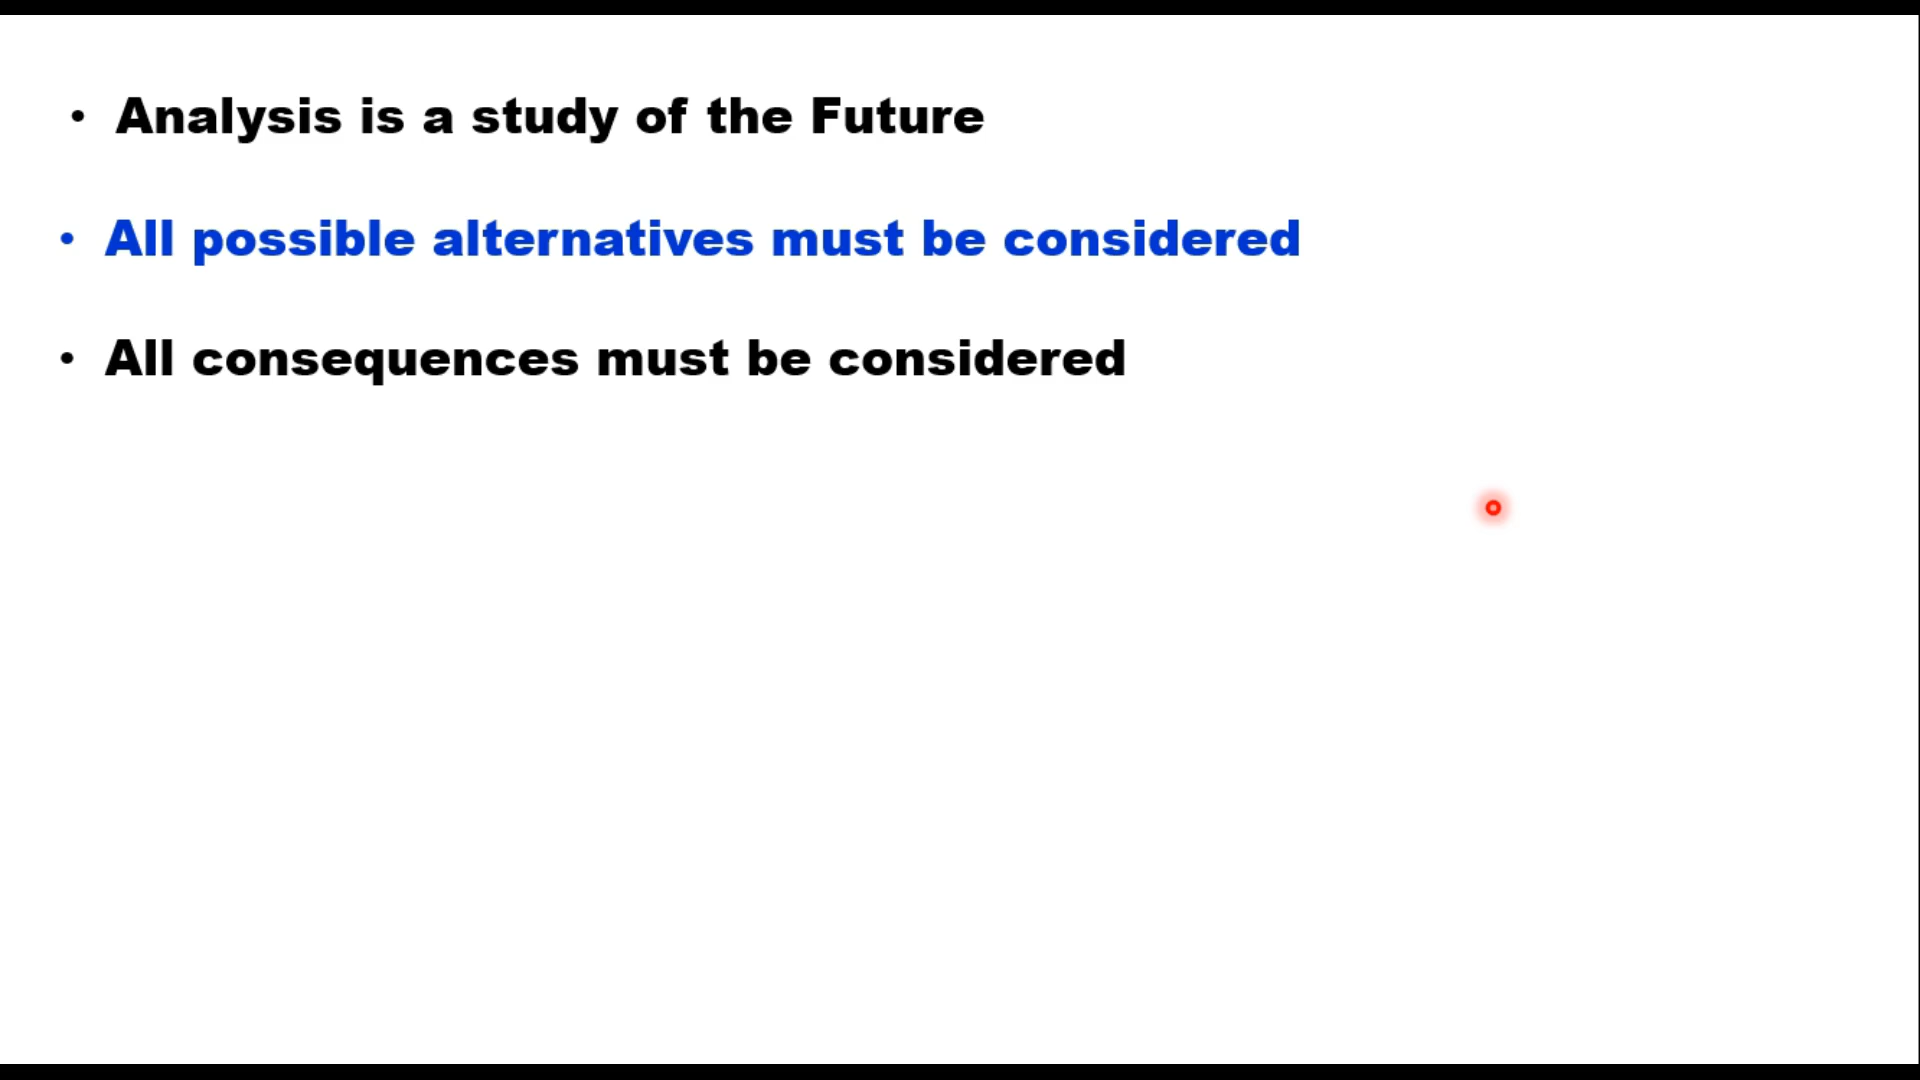 • Analysis is a study of the Future
• All possible alternatives must be considered
• All consequences must be considered